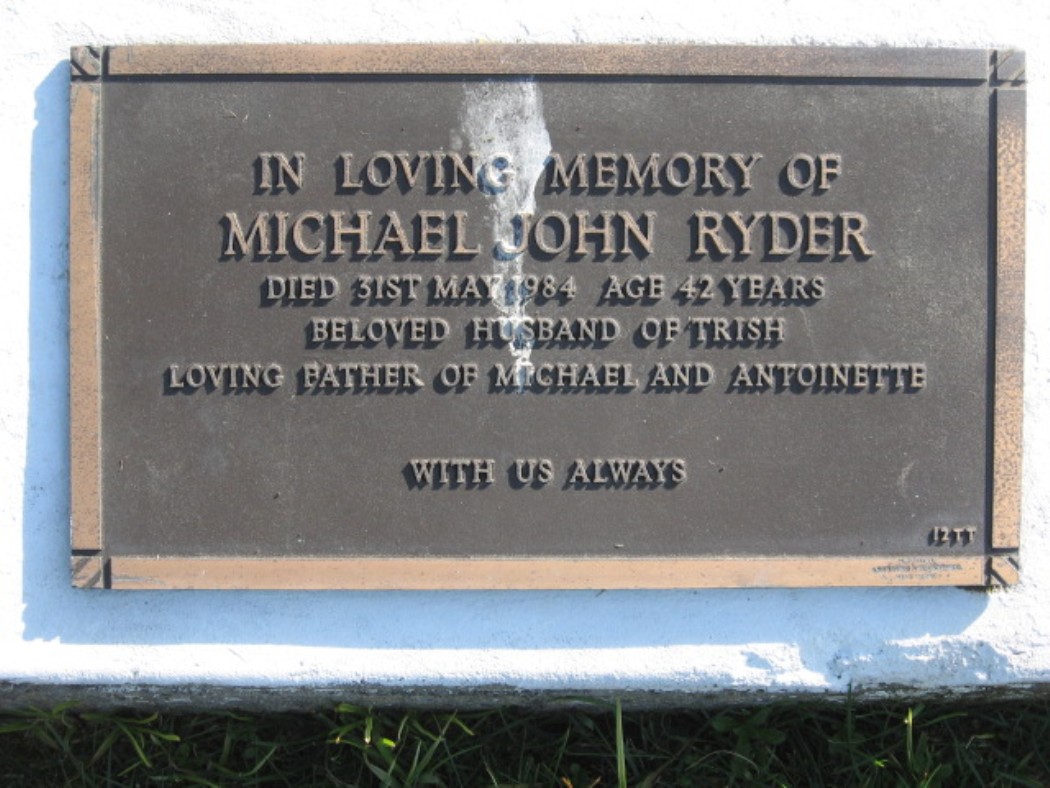 IN LOVING MEMORY OF
MICHAEL JOHN RYDER
DIED 31ST MAY 1984 AGE 42 YEARS
BELOVED HUSBAND OF TRISH
LOVING FATHER OF MICHAEL AND ANTOINETTE
WITH US ALWAYS
12TT